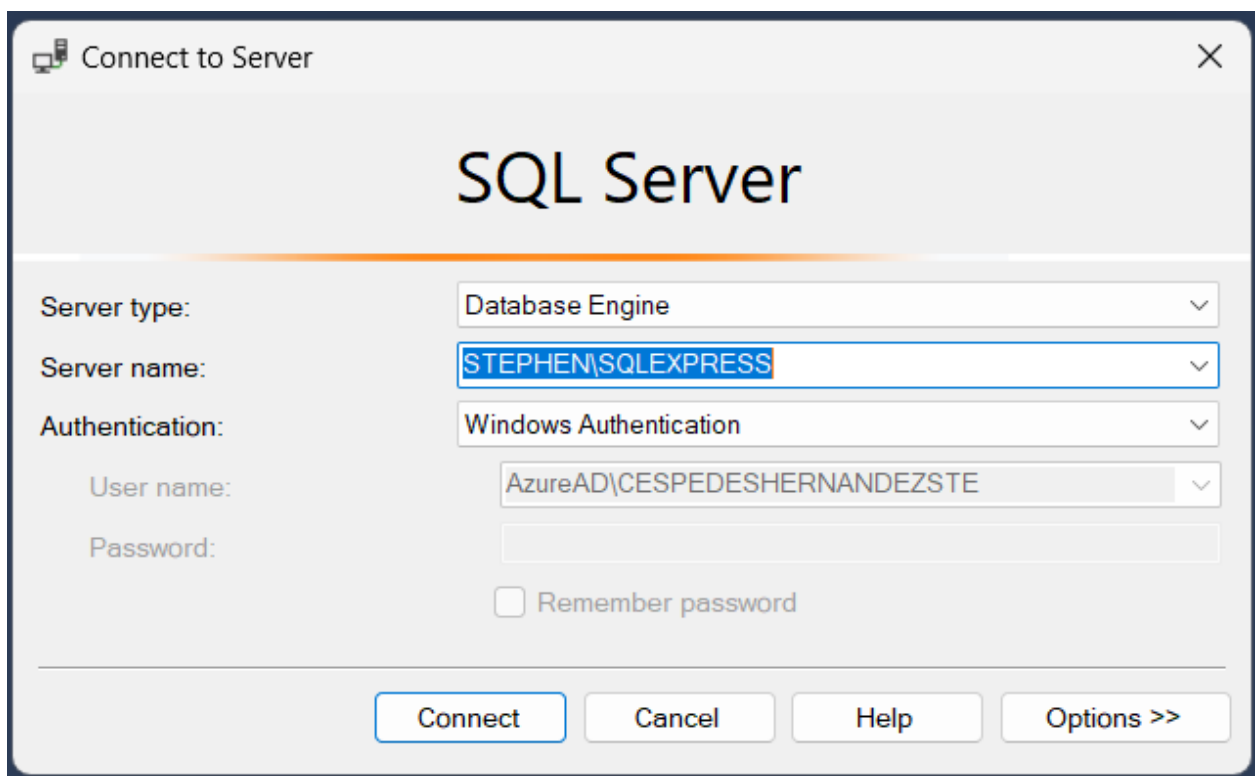 Connect to Server
SQL Server
Server type: Database Engine
Server name: STEPHEN\SQLEXPRESS
Authentication: Windows Authentication
User name: AzureAD\CESPEDESHERNANDEZSTE
Password:
Remember password
Connect Cancel Help Options >>